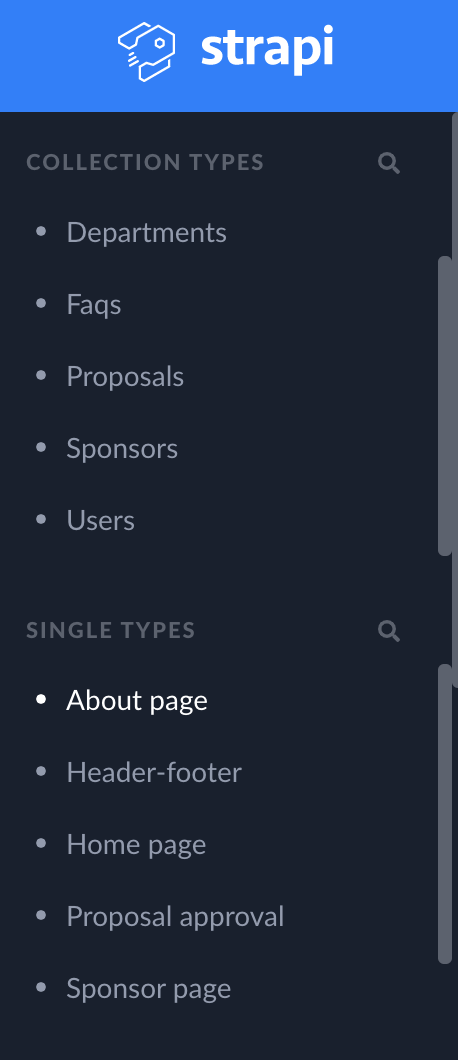 strapi
COLLECTION TYPES
Departments
Faqs
Proposals
Sponsors
Users
SINGLE TYPES
About page
Header-footer
Home page
Proposal approval
Sponsor page